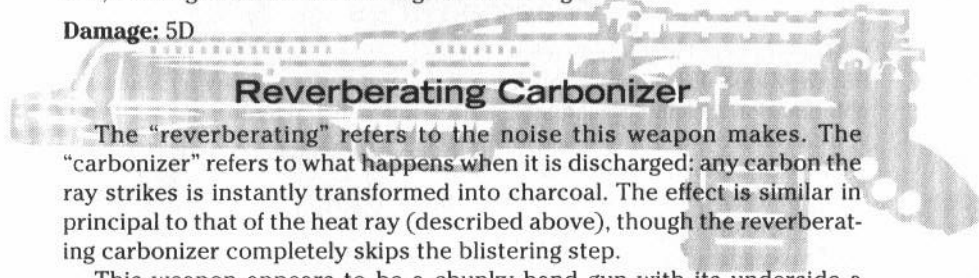 Damage: 5D
Reverberating Carbonizer
The “reverberating” refers to the noise this weapon makes. The
“carbonizer” refers to what happens when it is discharged: any carbon the
ray strikes is instantly transformed into charcoal. The effect is similar in
principal to that of the heat ray (described above), though the reverberat-
ing carbonizer completely skips the blistering step.
This weapon appears to be a chunky hand gun with its underside a